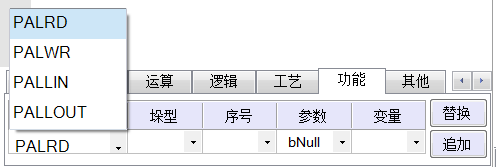 PALRD
PALWR
PALLIN
PALLOUT
运算 逻辑 工艺 功能 其他
垛型 序号 参数 变量 替换
PALRD bNull 追加